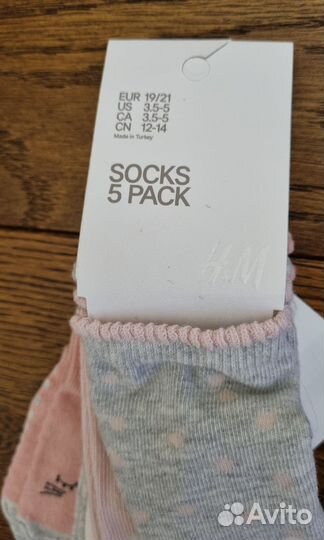 EUR 19/21
US 3.5-5
CA 3.5-5
CN 12-14
Made in Turkey
SOCKS
5 PACK
H&M
Avito